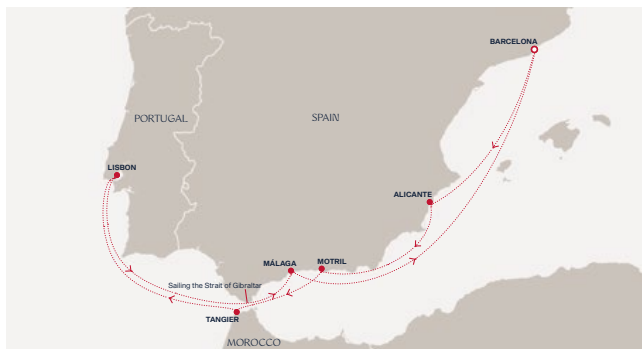 BARCELONA
PORTUGAL
SPAIN
LISBON
ALICANTE
MÁLAGA
MOTRIL
Sailing the Strait of Gibraltar
TANGIER
MOROCCO